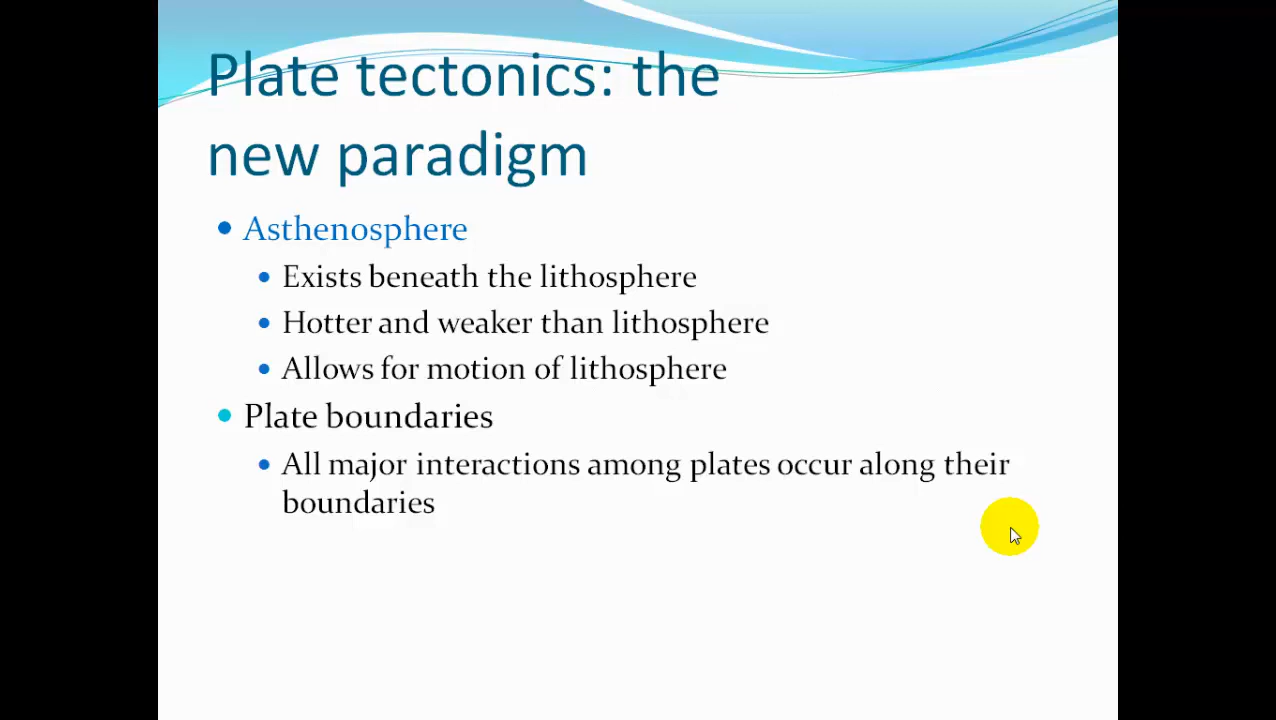 Plate tectonics: the
new paradigm
• Asthenosphere
• Exists beneath the lithosphere
• Hotter and weaker than lithosphere
• Allows for motion of lithosphere
• Plate boundaries
• All major interactions among plates occur along their
boundaries